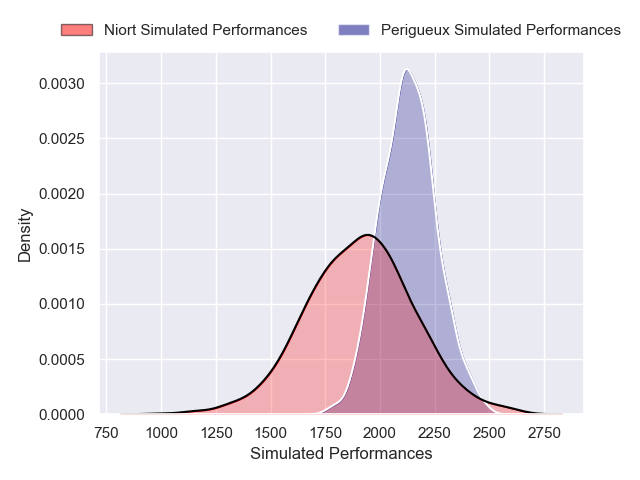 Niort Simulated Performances
Perigueux Simulated Performances
0.0030
0.0025
0.0020
0.0015
0.0010
0.0005
0.0000
Density
750 1000 1250 1500 1750 2000 2250 2500 2750
Simulated Performances